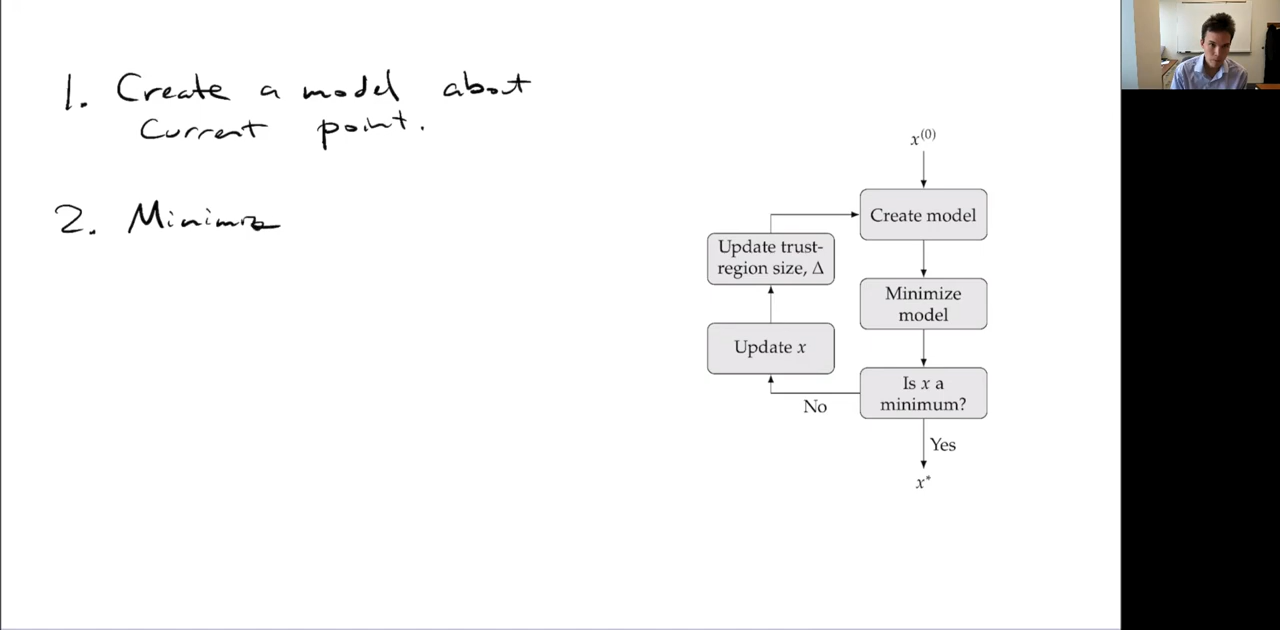 1. Create a model about
current point.
2. Minimize
x(0)
Create model
Update trust-
region size, Δ
Minimize
model
Update x
Is x a
minimum?
No
Yes
x*